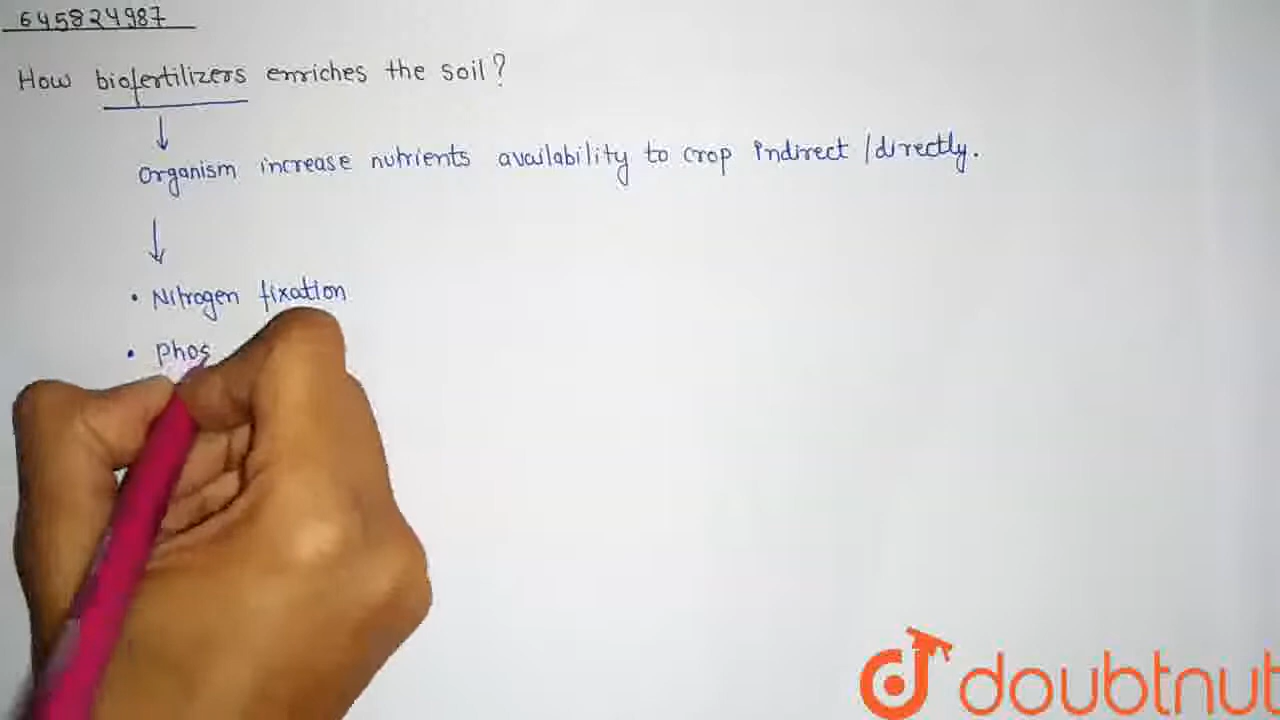 645824987
How biofertilizers enriches the soil?
↓
Organism increase nutrients availability to crop Indirect / directly.
↓
• Nitrogen fixation
• Phos
doubtnut